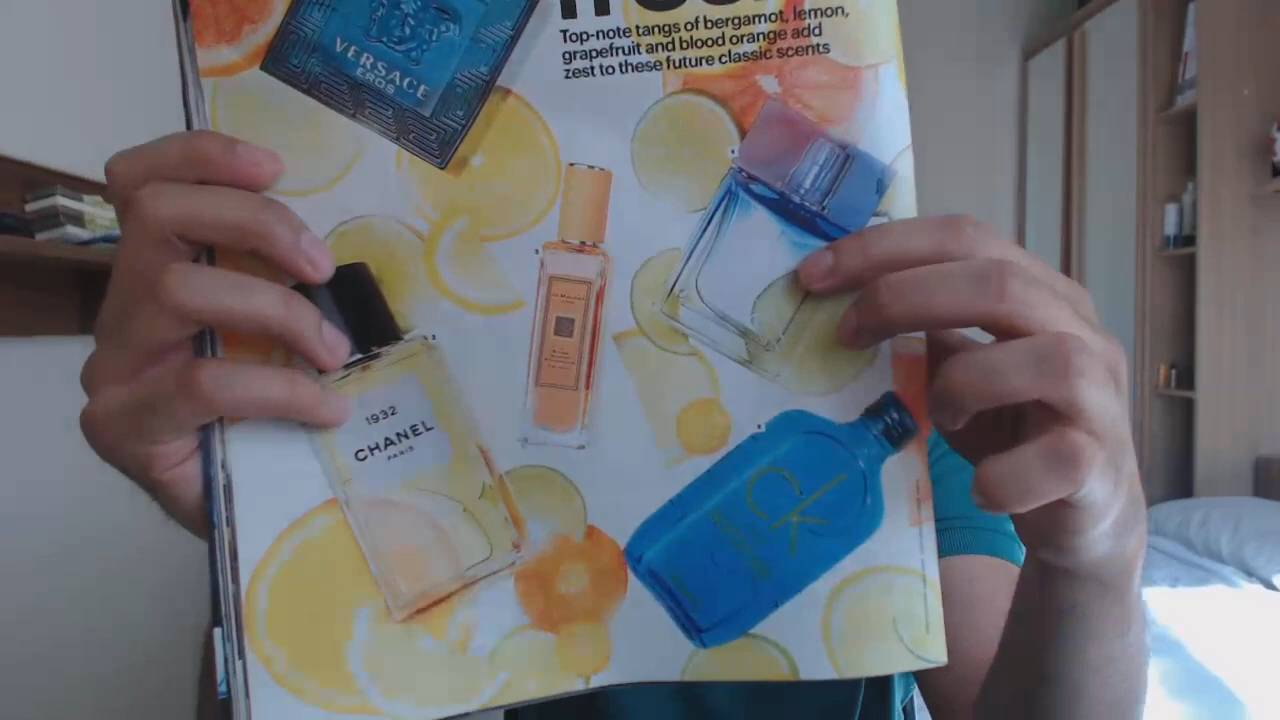 VERSACE
EROS
Top-note tangs of bergamot, lemon,
grapefruit and blood orange add
zest to these future classic scents
1932
CHANEL
PARIS
ck